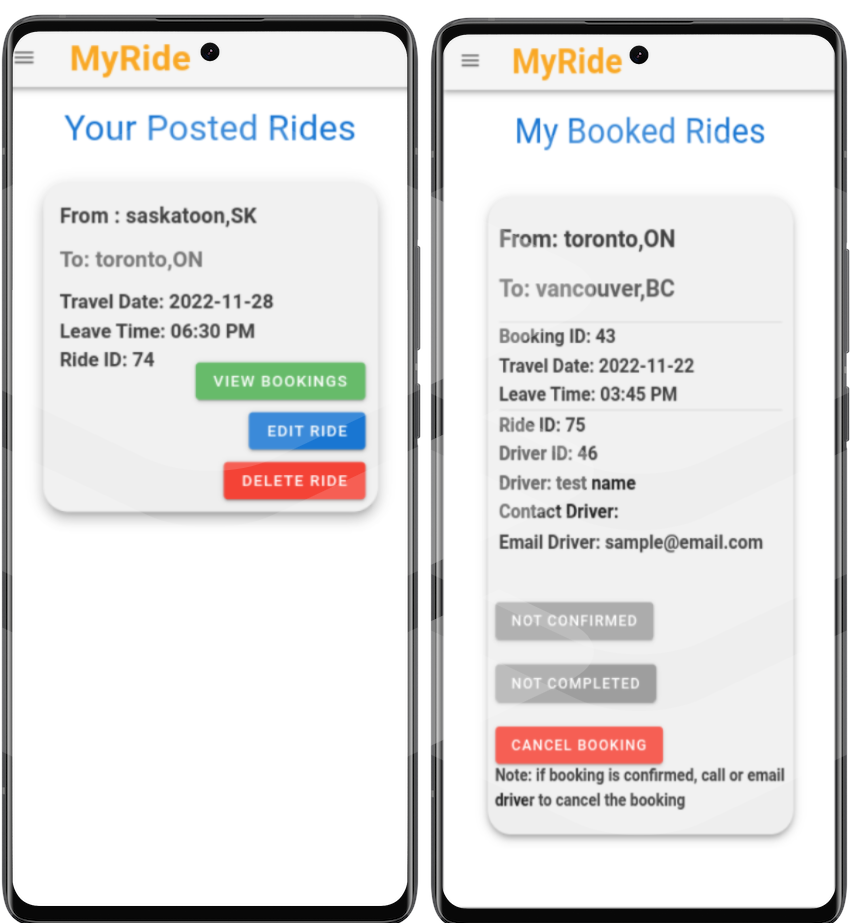 MyRide
Your Posted Rides
From : saskatoon,SK
To: toronto,ON
Travel Date: 2022-11-28
Leave Time: 06:30 PM
Ride ID: 74
VIEW BOOKINGS
EDIT RIDE
DELETE RIDE
MyRide
My Booked Rides
From: toronto,ON
To: vancouver,BC
Booking ID: 43
Travel Date: 2022-11-22
Leave Time: 03:45 PM
Ride ID: 75
Driver ID: 46
Driver: test name
Contact Driver:
Email Driver: sample@email.com
NOT CONFIRMED
NOT COMPLETED
CANCEL BOOKING
Note: if booking is confirmed, call or email
driver to cancel the booking